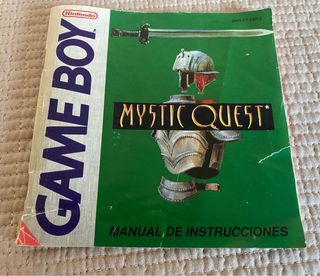 Nintendo
GAME BOY
MYSTIC QUEST
MANUAL DE INSTRUCCIONES